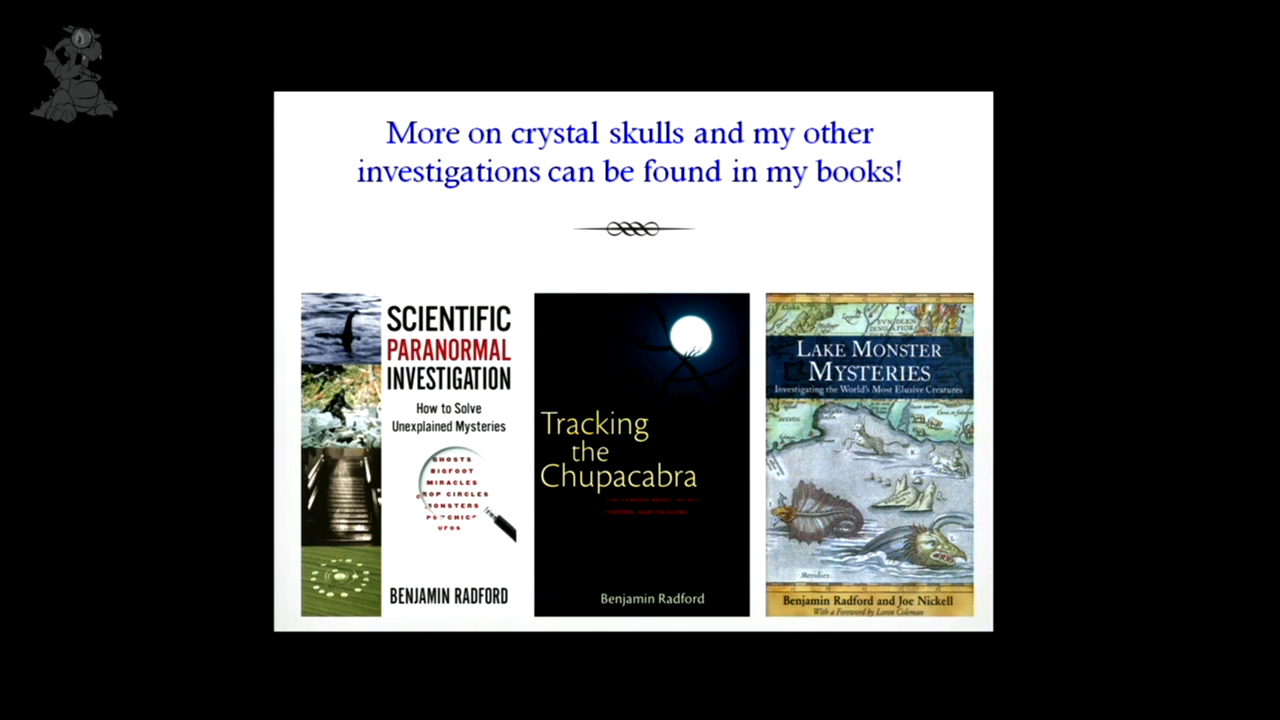 More on crystal skulls and my other
investigations can be found in my books!
SCIENTIFIC
PARANORMAL
INVESTIGATION
How to Solve
Unexplained Mysteries
GHOSTS
BIGFOOT
MIRACLES
CROP CIRCLES
MONSTERS
PSYCHICS
UFOS
BENJAMIN RADFORD
Tracking
the
Chupacabra
Benjamin Radford
LAKE MONSTER
MYSTERIES
Investigating the World's Most Elusive Creatures
Meridies
Benjamin Radford and Joe Nickell
With a Foreword by Loren Coleman